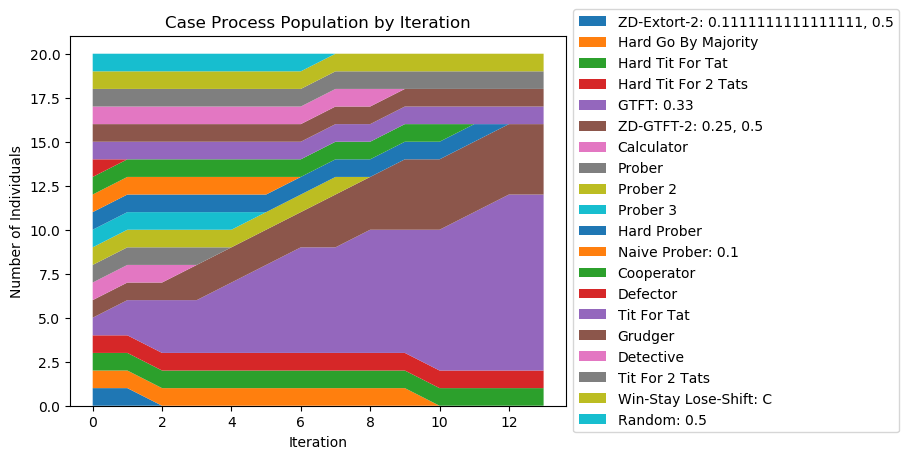 Case Process Population by Iteration
Number of Individuals
20.0
17.5
15.0
12.5
10.0
7.5
5.0
2.5
0.0
0 2 4 6 8 10 12
Iteration
ZD-Extort-2: 0.1111111111111111, 0.5
Hard Go By Majority
Hard Tit For Tat
Hard Tit For 2 Tats
GTFT: 0.33
ZD-GTFT-2: 0.25, 0.5
Calculator
Prober
Prober 2
Prober 3
Hard Prober
Naive Prober: 0.1
Cooperator
Defector
Tit For Tat
Grudger
Detective
Tit For 2 Tats
Win-Stay Lose-Shift: C
Random: 0.5